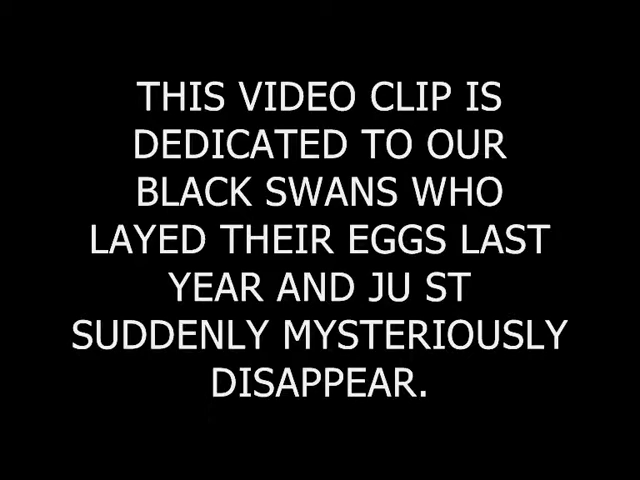 THIS VIDEO CLIP IS
DEDICATED TO OUR
BLACK SWANS WHO
LAYED THEIR EGGS LAST
YEAR AND JU ST
SUDDENLY MYSTERIOUSLY
DISAPPEAR.